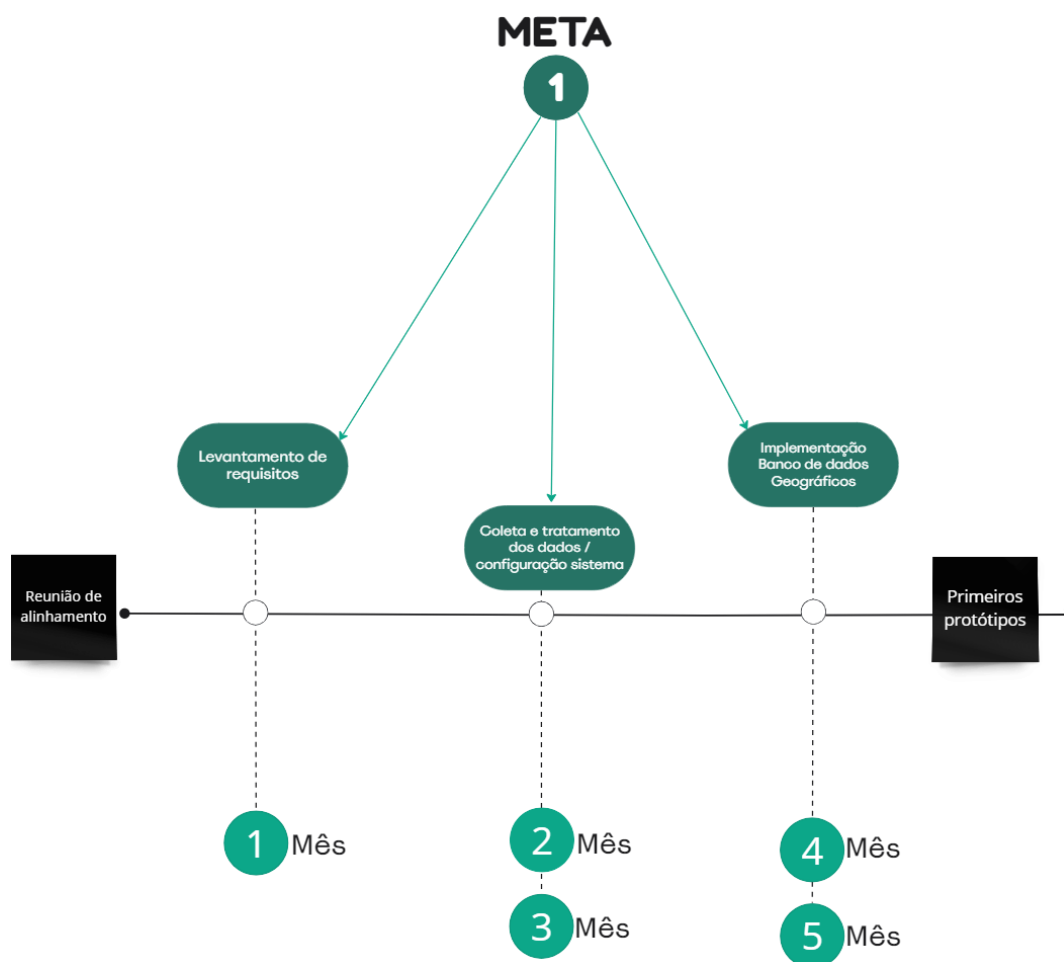 META
1
Levantamento de
requisitos
Coleta e tratamento
dos dados /
configuração sistema
Implementação
Banco de dados
Geográficos
Reunião de
alinhamento
Primeiros
protótipos
1 Mês
2 Mês
3 Mês
4 Mês
5 Mês